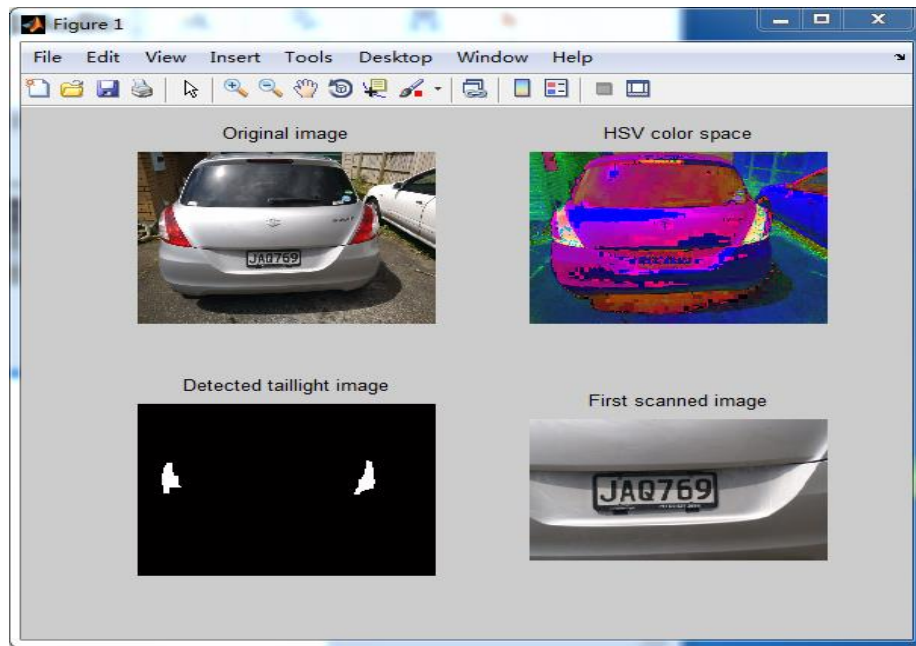 Figure 1
File Edit View Insert Tools Desktop Window Help
Original image
HSV color space
JAQ769
Detected taillight image
First scanned image
JAQ769